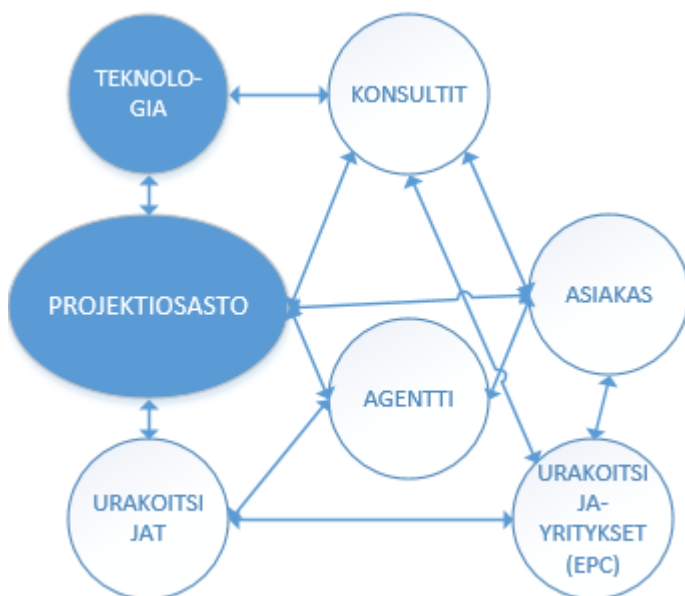 TEKNOLO-
GIA
KONSULTIT
PROJEKTIOSASTO
ASIAKAS
AGENTTI
URAKOITSI
JAT
URAKOITSI
JA-
YRITYKSET
(EPC)